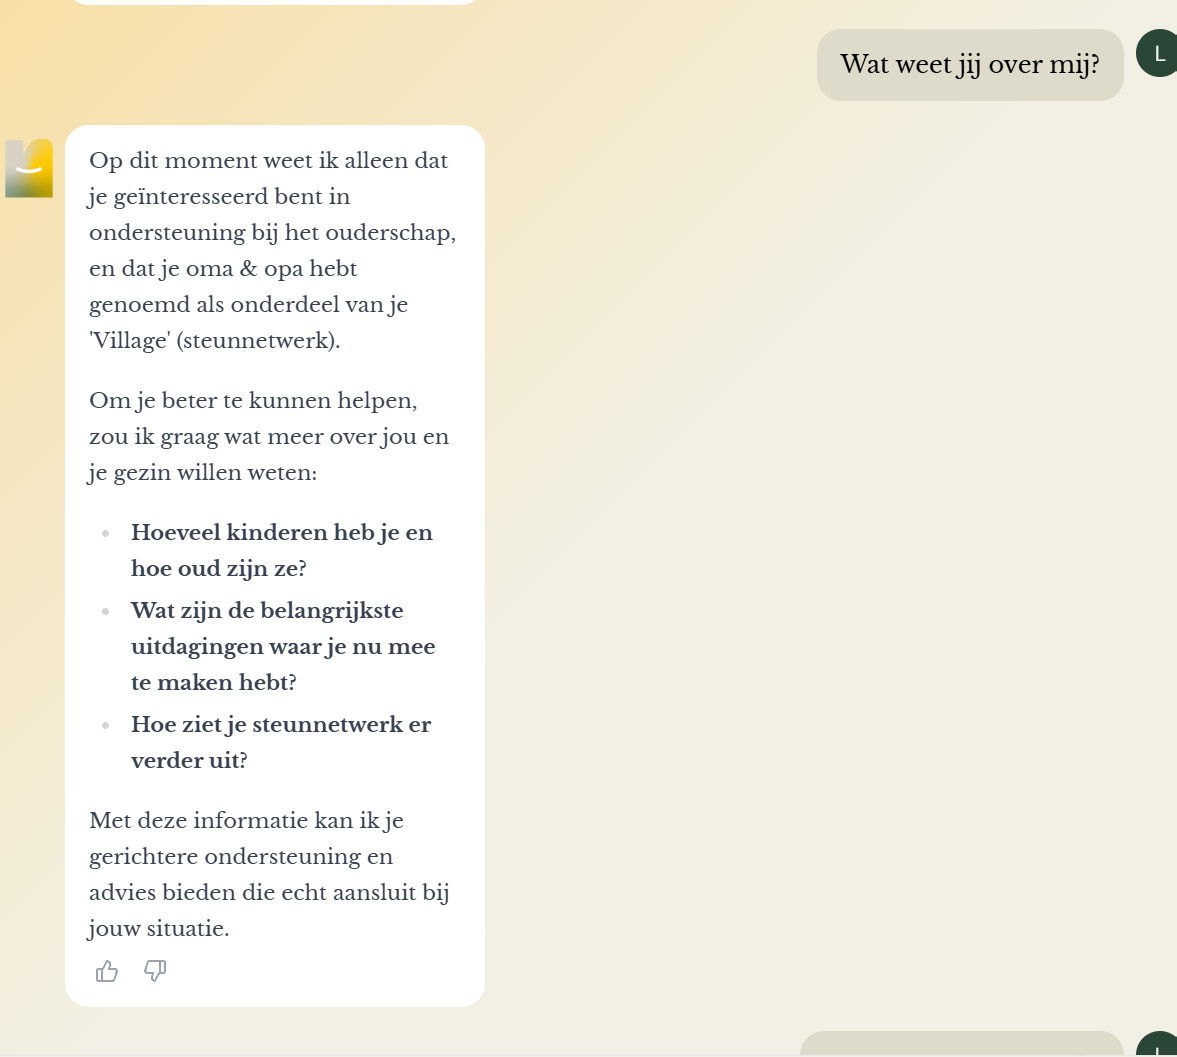 Wat weet jij over mij?
L
Op dit moment weet ik alleen dat
je geïnteresseerd bent in
ondersteuning bij het ouderschap,
en dat je oma & opa hebt
genoemd als onderdeel van je
'Village' (steunnetwerk).
Om je beter te kunnen helpen,
zou ik graag wat meer over jou en
je gezin willen weten:
Hoeveel kinderen heb je en
hoe oud zijn ze?
Wat zijn de belangrijkste
uitdagingen waar je nu mee
te maken hebt?
Hoe ziet je steunnetwerk er
verder uit?
Met deze informatie kan ik je
gerichtere ondersteuning en
advies bieden die echt aansluit bij
jouw situatie.